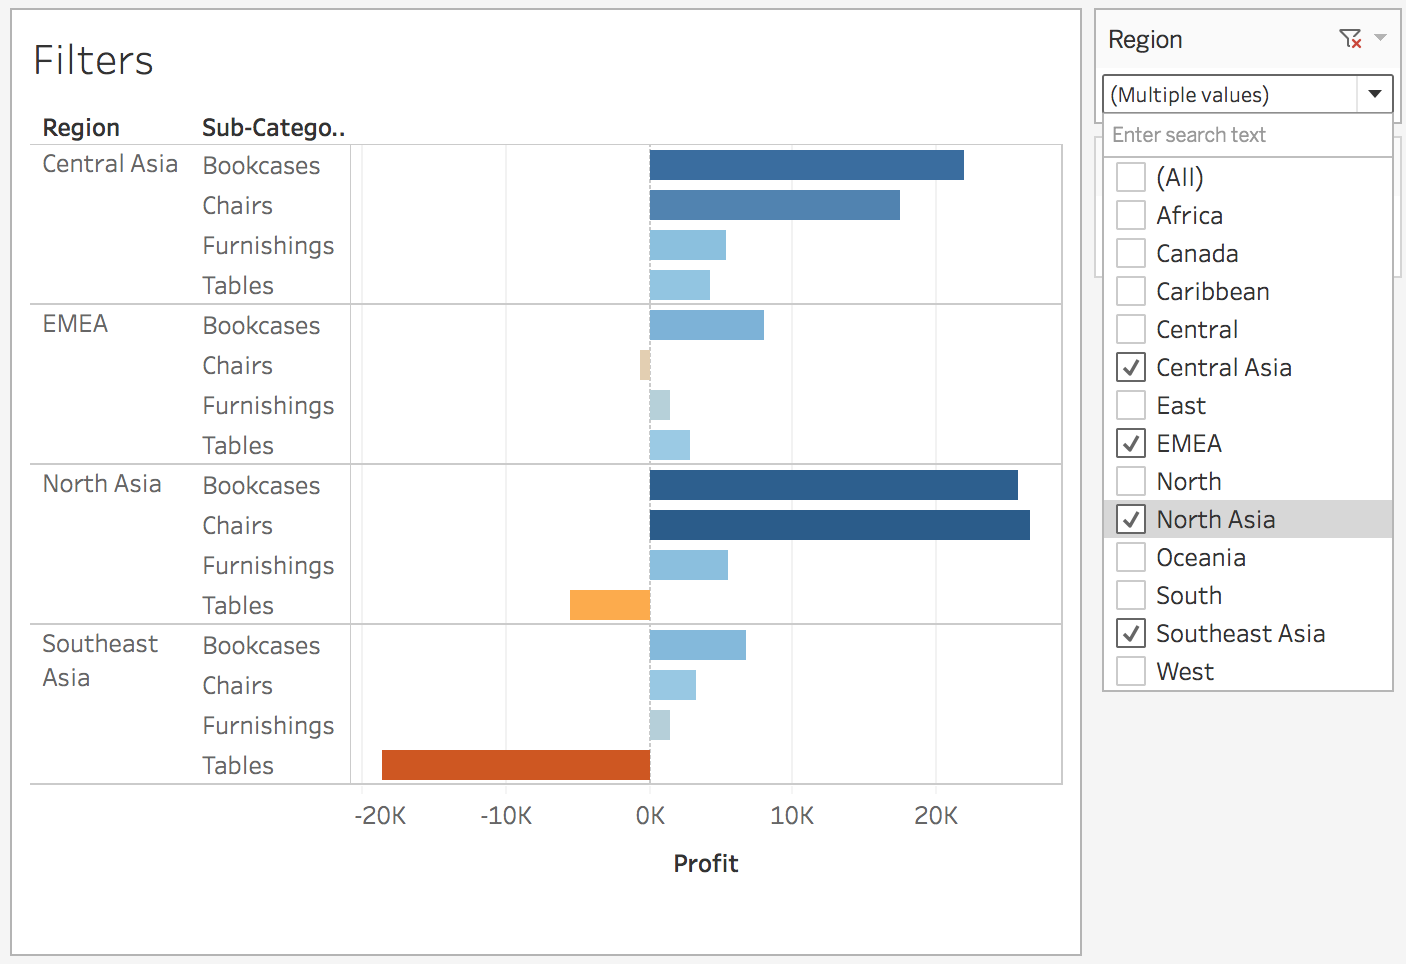 Filters
Region Sub-Catego..
Central Asia Bookcases
Chairs
Furnishings
Tables
EMEA Bookcases
Chairs
Furnishings
Tables
North Asia Bookcases
Chairs
Furnishings
Tables
Southeast Asia Bookcases
Chairs
Furnishings
Tables
-20K -10K 0K 10K 20K
Profit
Region
(Multiple values)
Enter search text
(All)
Africa
Canada
Caribbean
Central
Central Asia
East
EMEA
North
North Asia
Oceania
South
Southeast Asia
West